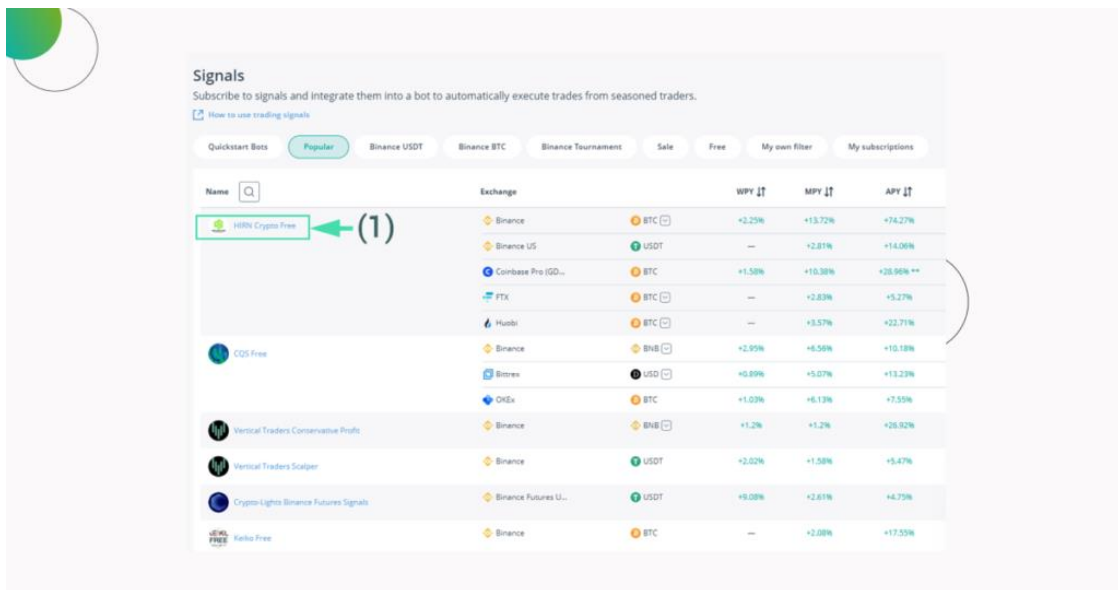 Signals
Subscribe to signals and integrate them into a bot to automatically execute trades from seasoned traders.
How to use trading signals
Quickstart Bots Popular Binance USDT Binance BTC Binance Tournament Sale Free My own filter My subscriptions
Name Exchange WPY MPY APY
HIRN Crypto Free (1) Binance BTC +2.25% +13.72% +74.27%
Binance US USDT — +2.81% +14.06%
Coinbase Pro (GD... BTC +1.58% +10.38% +28.96% **
FTX BTC — +2.83% +5.27%
Huobi BTC — +3.57% +22.71%
CQS Free Binance BNB +2.95% +6.56% +10.18%
Bittrex USD +0.89% +5.07% +13.23%
OKEx BTC +1.03% +6.13% +7.55%
Vertical Traders Conservative Profit Binance BNB +1.2% +1.2% +26.92%
Vertical Traders Scalper Binance USDT +2.02% +1.58% +5.47%
Crypto-Lights Binance Futures Signals Binance Futures U... USDT +9.08% +2.61% +4.75%
FREE Keiko Free Binance BTC — +2.08% +17.55%